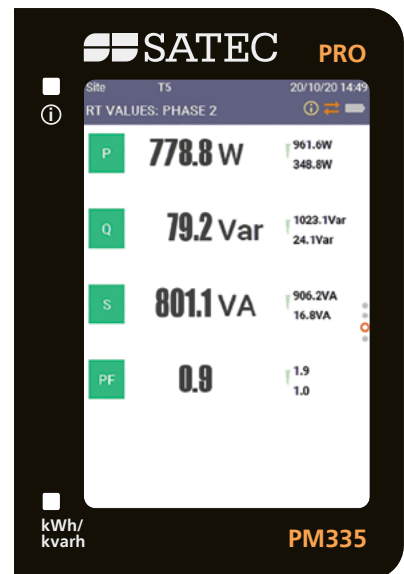 SATEC
PRO
Site T5 20/10/20 14:49
RT VALUES: PHASE 2
P 778.8 W 961.6W
348.8W
Q 79.2 Var 1023.1Var
24.1Var
S 801.1 VA 906.2VA
16.8VA
PF 0.9 1.9
1.0
kWh/
kvarh
PM335